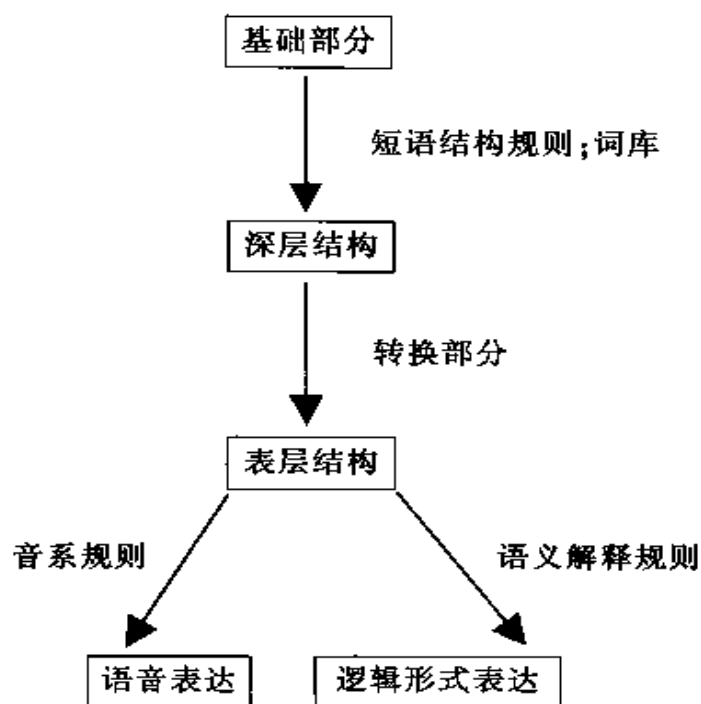 基础部分
短语结构规则;词库
深层结构
转换部分
表层结构
音系规则
语义解释规则
语音表达
逻辑形式表达